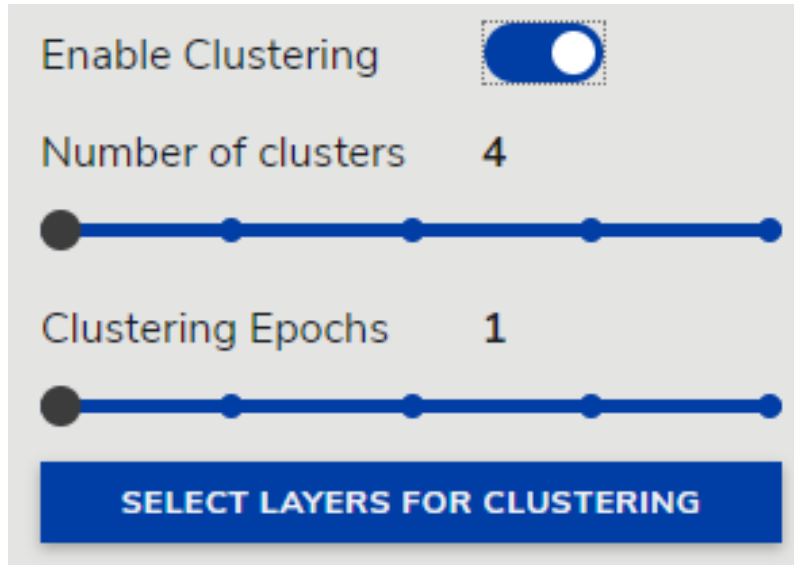 Enable Clustering
Number of clusters 4
Clustering Epochs 1
SELECT LAYERS FOR CLUSTERING